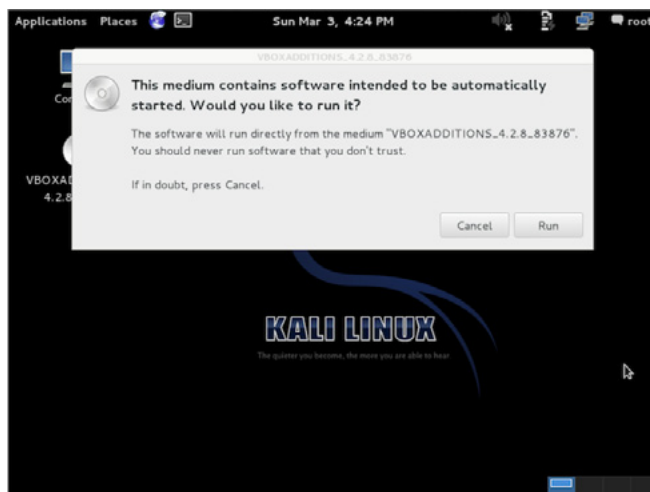 Applications Places Sun Mar 3, 4:24 PM root
VBOXADDITIONS_4.2.8_83876
This medium contains software intended to be automatically
started. Would you like to run it?
The software will run directly from the medium "VBOXADDITIONS_4.2.8_83876".
You should never run software that you don't trust.
If in doubt, press Cancel.
Cancel Run
Co
VBOXAD
4.2.8
KALI LINUX
The quieter you become, the more you are able to hear